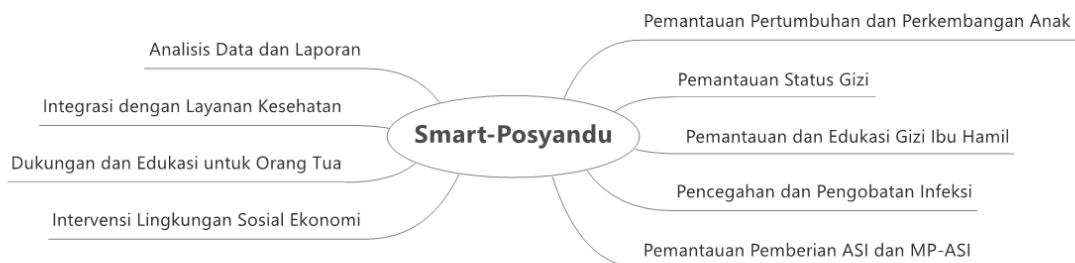 Smart-Posyandu
Pemantauan Pertumbuhan dan Perkembangan Anak
Pemantauan Status Gizi
Pemantauan dan Edukasi Gizi Ibu Hamil
Pencegahan dan Pengobatan Infeksi
Pemantauan Pemberian ASI dan MP-ASI
Analisis Data dan Laporan
Integrasi dengan Layanan Kesehatan
Dukungan dan Edukasi untuk Orang Tua
Intervensi Lingkungan Sosial Ekonomi